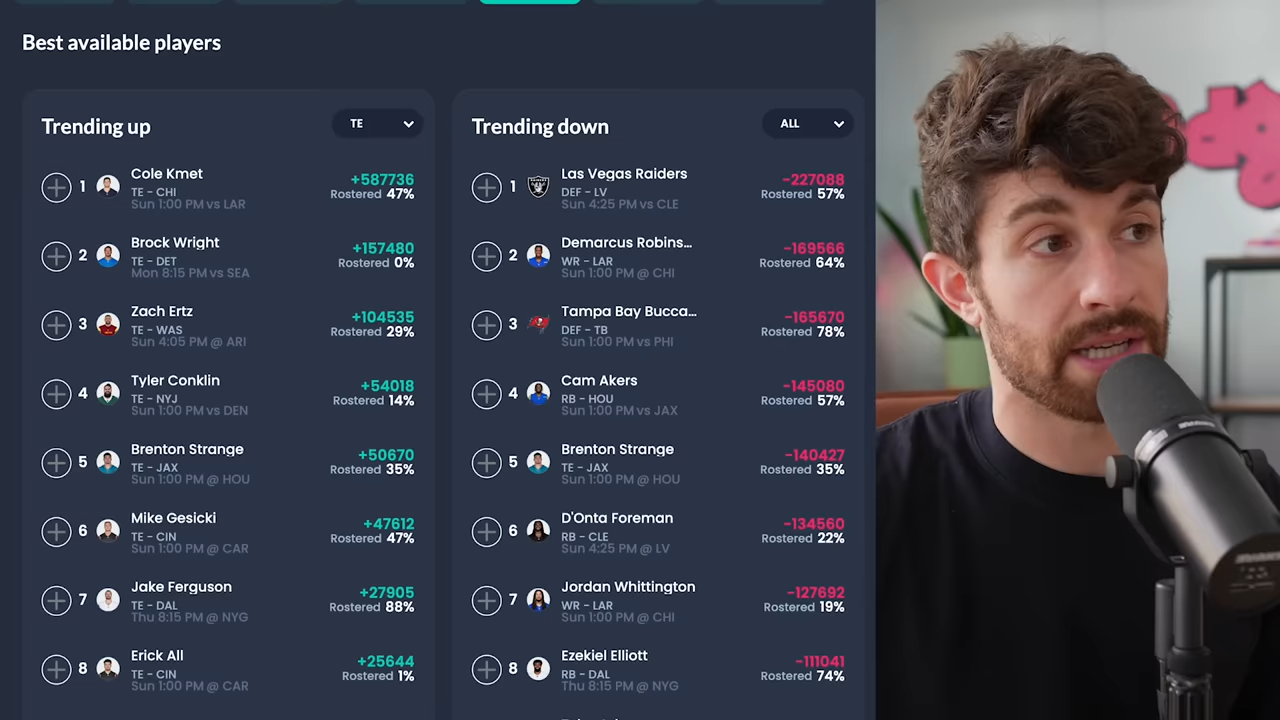 Best available players
Trending up
TE
1
Cole Kmet
TE - CHI
Sun 1:00 PM vs LAR
+587736
Rostered 47%
2
Brock Wright
TE - DET
Mon 8:15 PM vs SEA
+157480
Rostered 0%
3
Zach Ertz
TE - WAS
Sun 4:05 PM @ ARI
+104535
Rostered 29%
4
Tyler Conklin
TE - NYJ
Sun 1:00 PM vs DEN
+54018
Rostered 14%
5
Brenton Strange
TE - JAX
Sun 1:00 PM @ HOU
+50670
Rostered 35%
6
Mike Gesicki
TE - CIN
Sun 1:00 PM @ CAR
+47612
Rostered 47%
7
Jake Ferguson
TE - DAL
Thu 8:15 PM @ NYG
+27905
Rostered 88%
8
Erick All
TE - CIN
Sun 1:00 PM @ CAR
+25644
Rostered 1%
Trending down
ALL
1
Las Vegas Raiders
DEF - LV
Sun 4:25 PM vs CLE
-227088
Rostered 57%
2
Demarcus Robins...
WR - LAR
Sun 1:00 PM @ CHI
-169566
Rostered 64%
3
Tampa Bay Bucca...
DEF - TB
Sun 1:00 PM vs PHI
-165670
Rostered 78%
4
Cam Akers
RB - HOU
Sun 1:00 PM vs JAX
-145080
Rostered 57%
5
Brenton Strange
TE - JAX
Sun 1:00 PM @ HOU
-140427
Rostered 35%
6
D'Onta Foreman
RB - CLE
Sun 4:25 PM @ LV
-134560
Rostered 22%
7
Jordan Whittington
WR - LAR
Sun 1:00 PM @ CHI
-127692
Rostered 19%
8
Ezekiel Elliott
RB - DAL
Thu 8:15 PM @ NYG
-111041
Rostered 74%